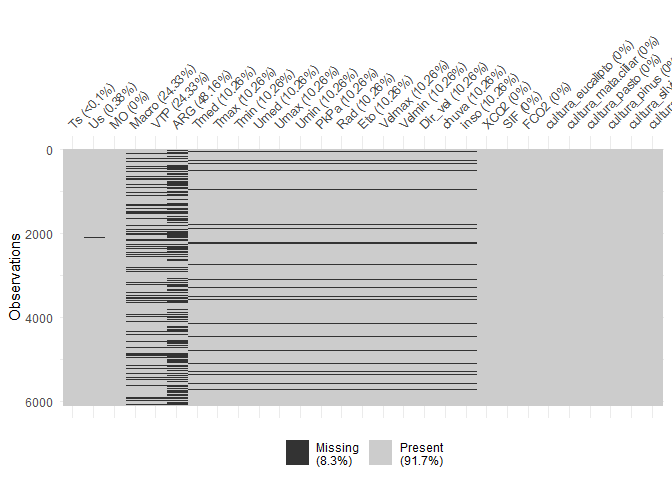 Ts (<0.1%)
Us (0.38%)
MO (0%)
Macro (24.33%)
VTP (24.33%)
ARG (48.16%)
Tmed (10.26%)
Tmax (10.26%)
Tmin (10.26%)
Umed (10.26%)
Umax (10.26%)
Umin (10.26%)
PkPa (10.26%)
Rad (10.26%)
Eto (10.26%)
Velmax (10.26%)
Velmin (10.26%)
Dir_vel (10.26%)
chuva (10.26%)
inso (10.26%)
XCO2 (0%)
SIF (0%)
FCO2 (0%)
cultura_eucalipto (0%)
cultura_mata.ciliar (0%)
cultura_pasto (0%)
cultura_pinus (0%)
0
2000
4000
6000
Observations
Missing
(8.3%)
Present
(91.7%)